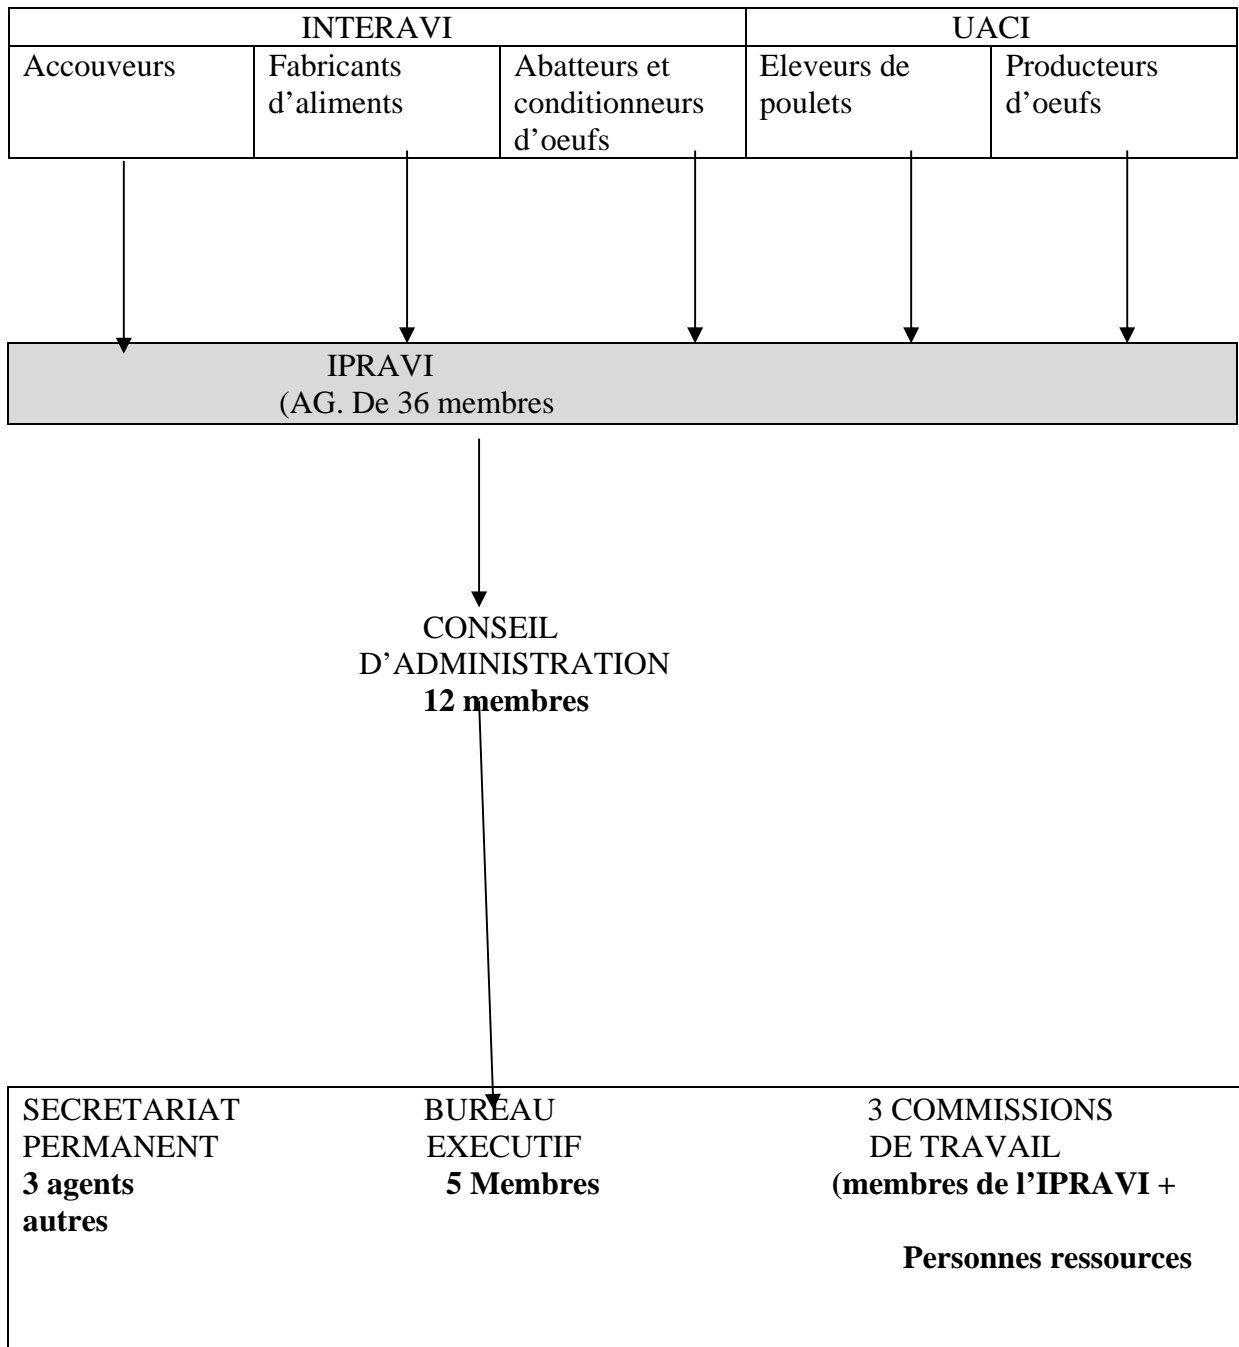 INTERAVI UACI
Accouveurs
Fabricants
d’aliments
Abatteurs et
conditionneurs
d’oeufs
Eleveurs de
poulets
Producteurs
d’oeufs
IPRAVI
(AG. De 36 membres
CONSEIL
D’ADMINISTRATION
12 membres
SECRETARIAT
PERMANENT
3 agents
autres
BUREAU
EXECUTIF
5 Membres
3 COMMISSIONS
DE TRAVAIL
(membres de l’IPRAVI +
Personnes ressources